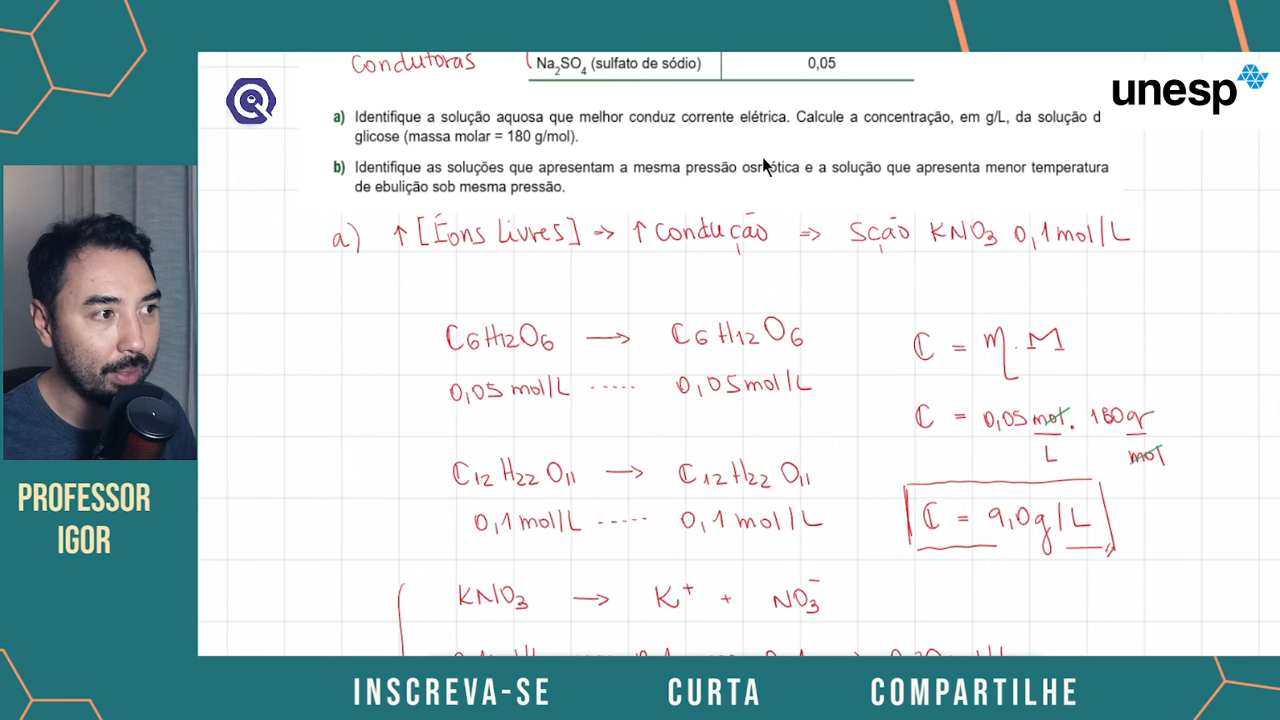 condutoras
Na2SO4 (sulfato de sódio) 0,05
unesp
a) Identifique a solução aquosa que melhor conduz corrente elétrica. Calcule a concentração, em g/L, da solução d
glicose (massa molar = 180 g/mol).
b) Identifique as soluções que apresentam a mesma pressão osmótica e a solução que apresenta menor temperatura
de ebulição sob mesma pressão.
a) ↑ [Íons Livres] => ↑ condução => sção KNO3 0,1 mol/L
C6H12O6 → C6H12O6
0,05 mol/L ..... 0,05 mol/L
C = η . M
C = 0,05 mol/L . 180 gr/mol
C12H22O11 → C12H22O11
0,1 mol/L ..... 0,1 mol/L
C = 9,0g/L
KNO3 → K+ + NO3-
PROFESSOR
IGOR
INSCREVA-SE CURTA COMPARTILHE